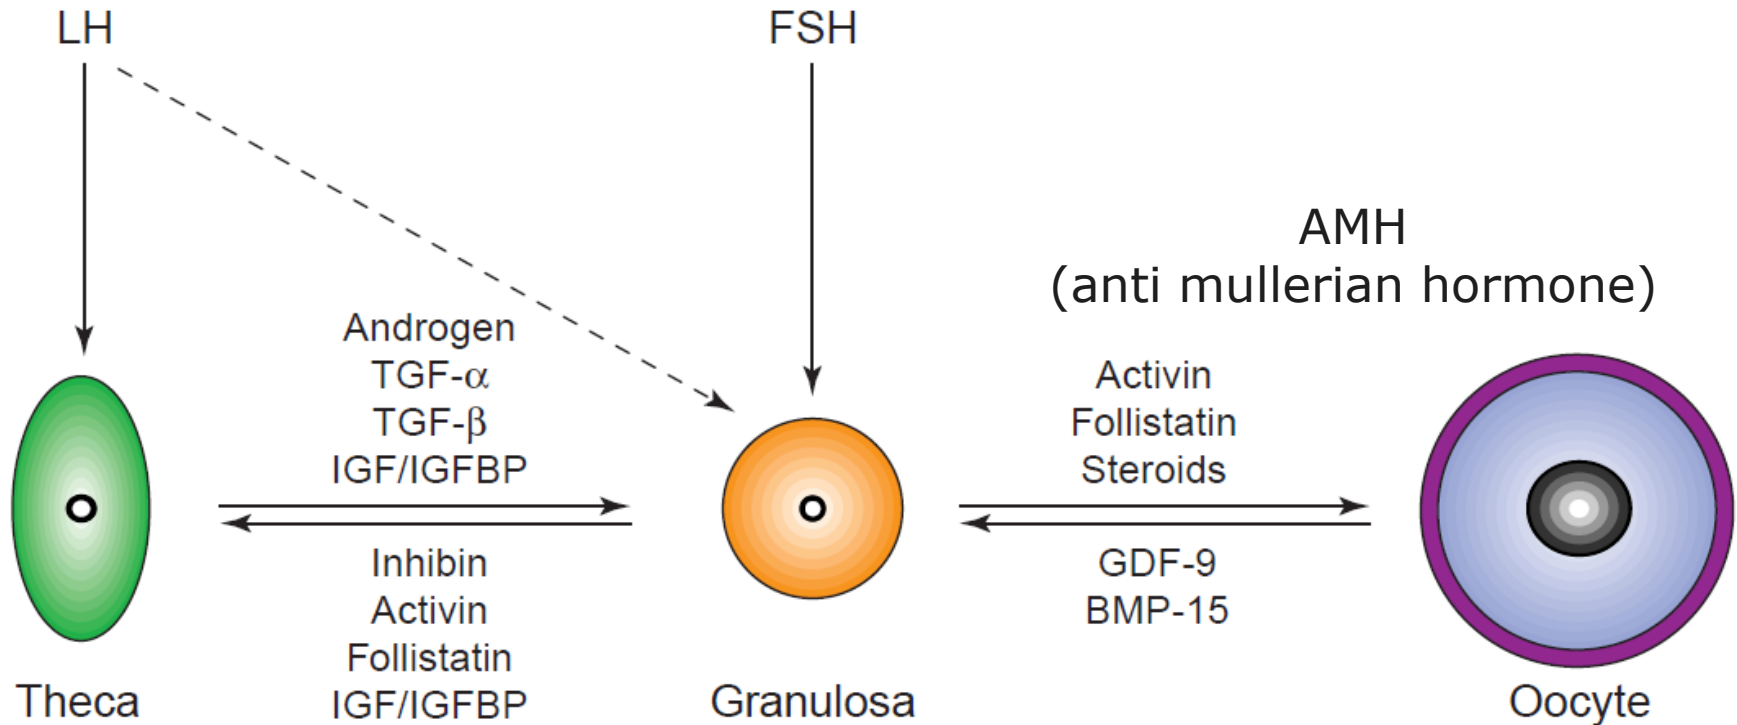 LH
FSH
AMH
(anti mullerian hormone)
Androgen
TGF-α
TGF-β
IGF/IGFBP
Activin
Follistatin
Steroids
Inhibin
Activin
Follistatin
IGF/IGFBP
GDF-9
BMP-15
Theca
Granulosa
Oocyte